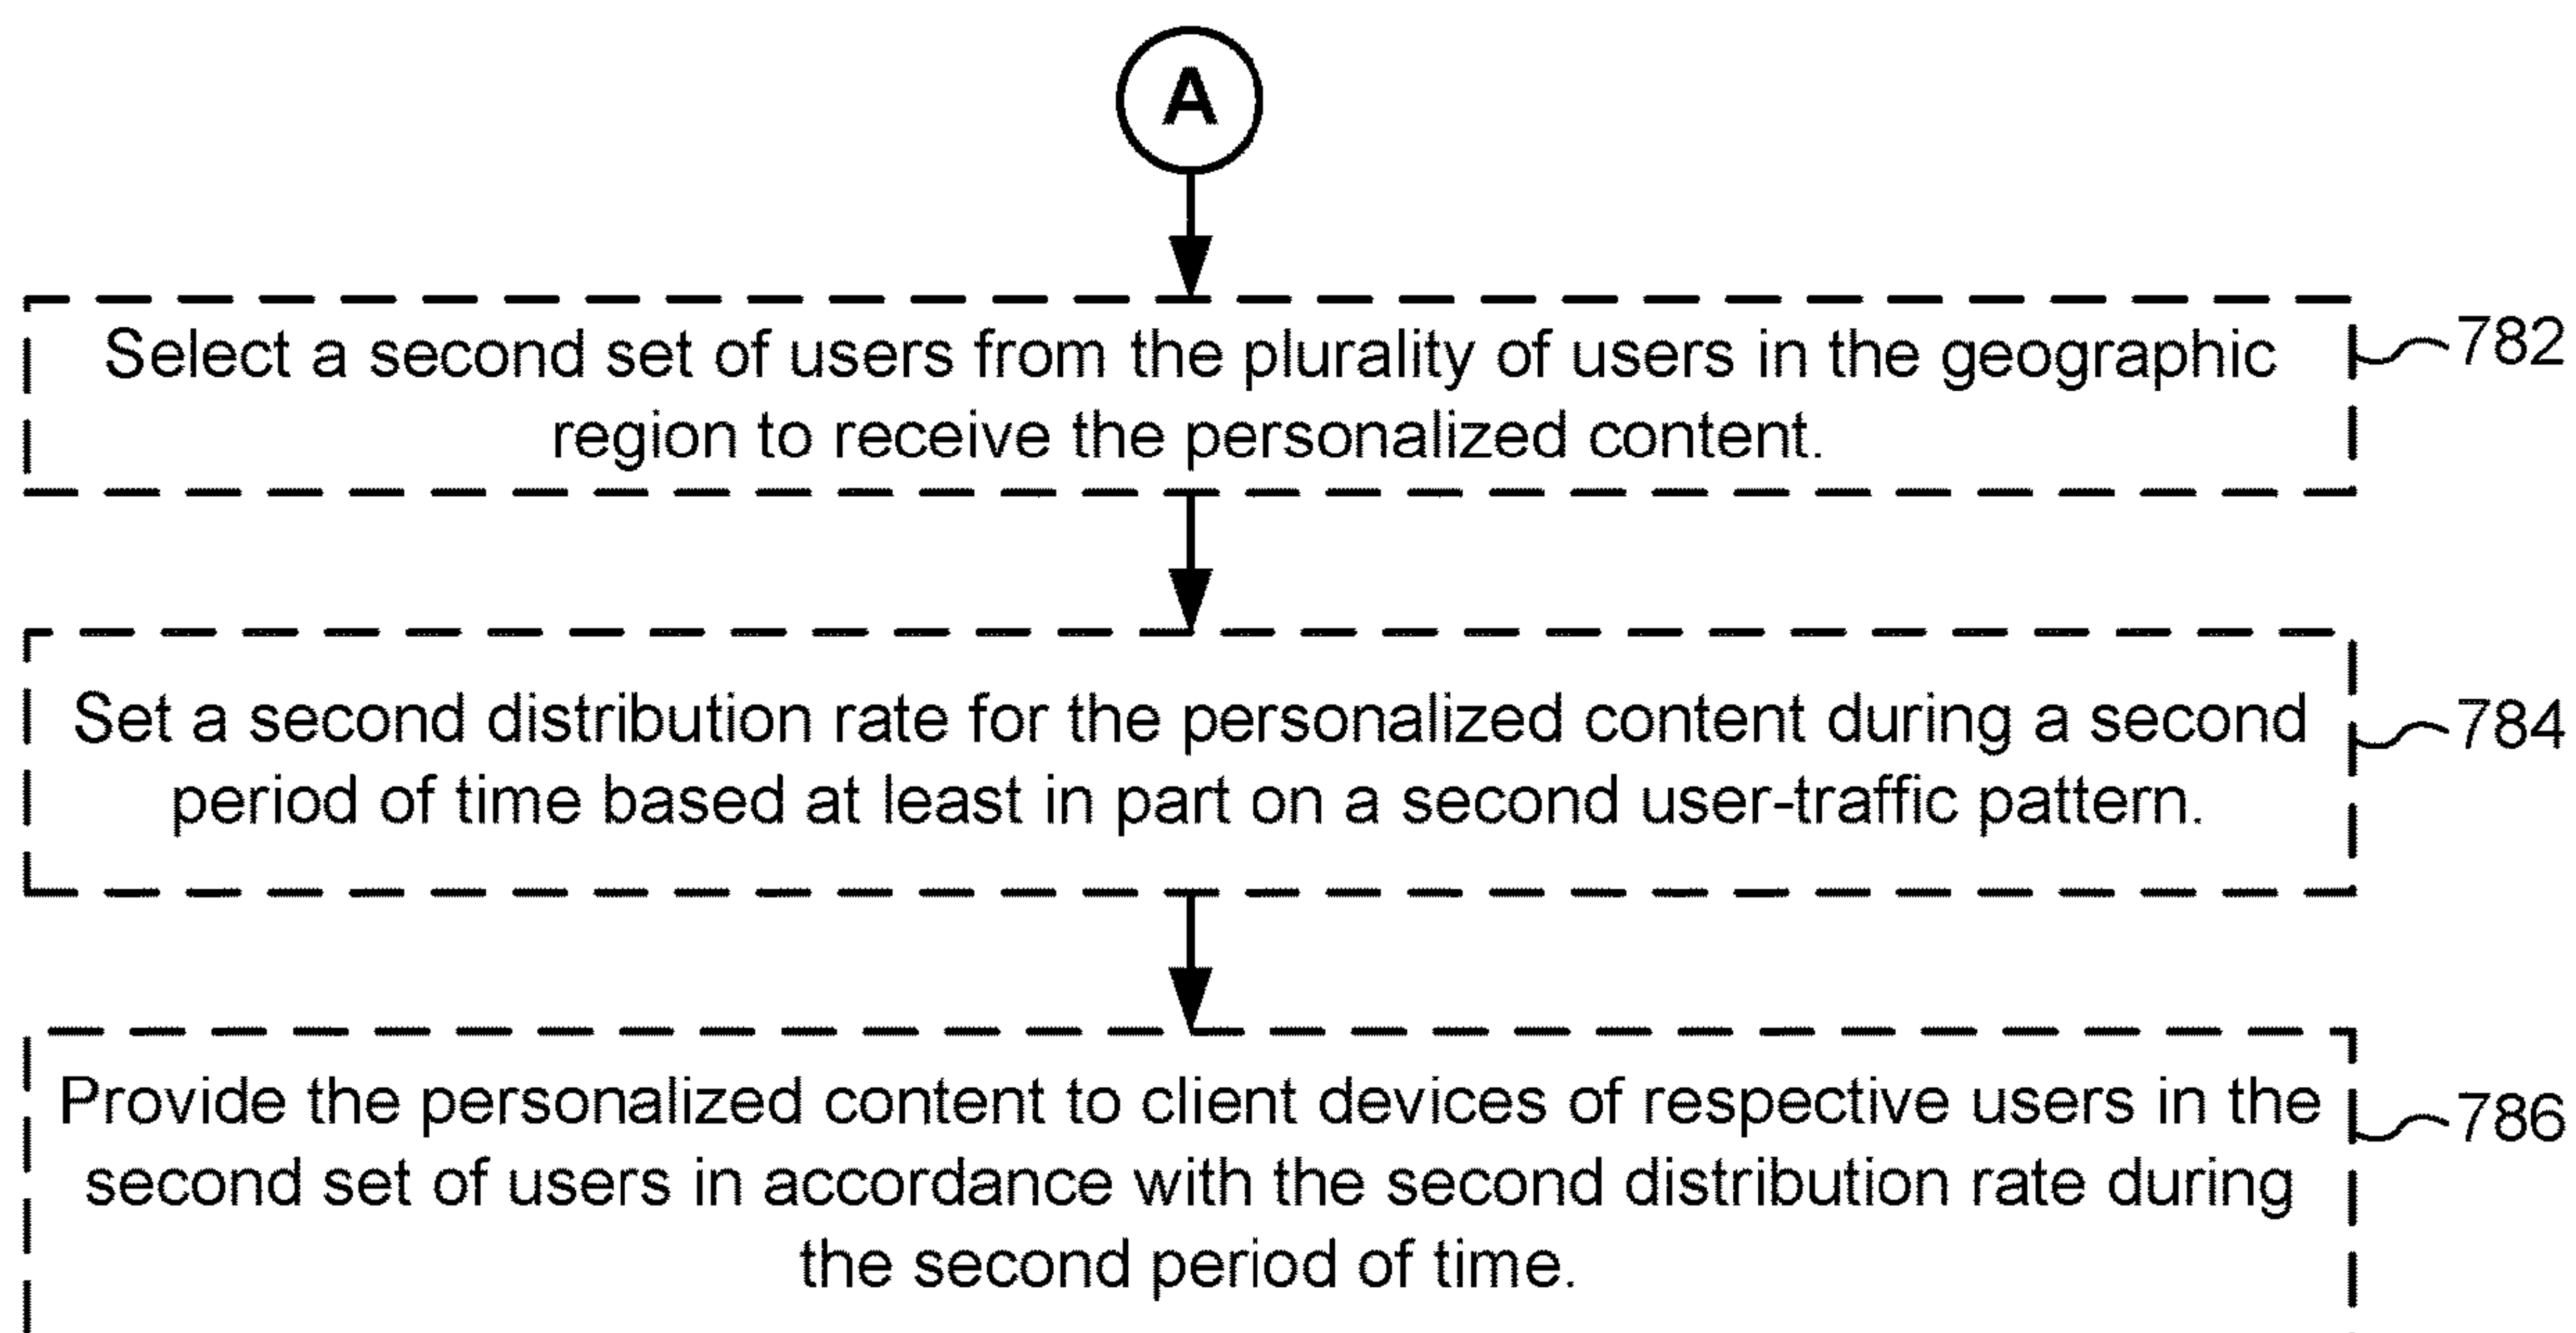 A
Select a second set of users from the plurality of users in the geographic
region to receive the personalized content.
782
Set a second distribution rate for the personalized content during a second
period of time based at least in part on a second user-traffic pattern.
784
Provide the personalized content to client devices of respective users in the
second set of users in accordance with the second distribution rate during
the second period of time.
786